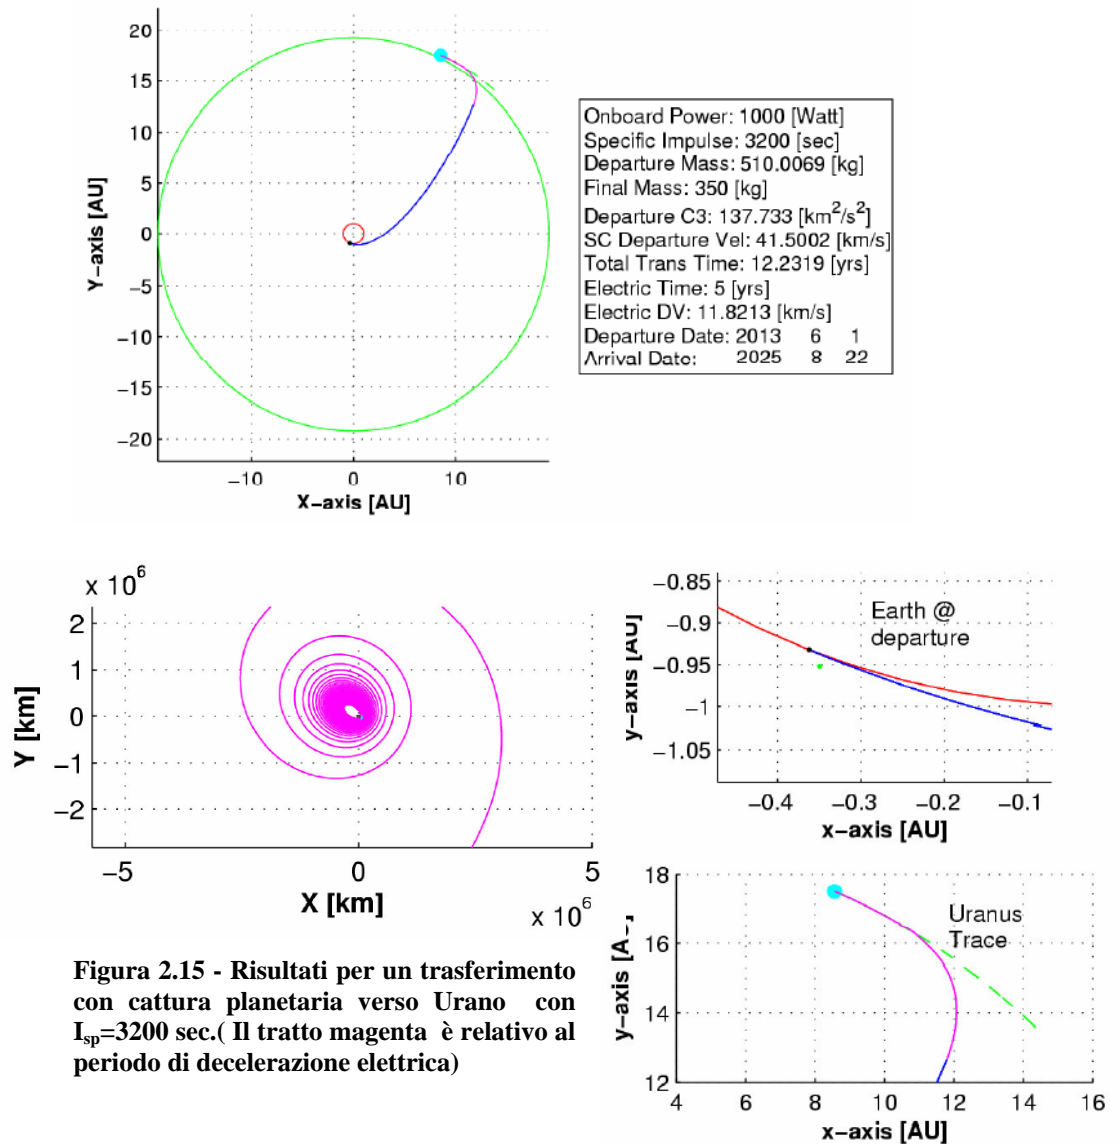 20
15
10
5
0
−5
−10
−15
−20
Y−axis [AU]
−10 0 10
X−axis [AU]
Onboard Power: 1000 [Watt]
Specific Impulse: 3200 [sec]
Departure Mass: 510.0069 [kg]
Final Mass: 350 [kg]
Departure C3: 137.733 [km²/s²]
SC Departure Vel: 41.5002 [km/s]
Total Trans Time: 12.2319 [yrs]
Electric Time: 5 [yrs]
Electric DV: 11.8213 [km/s]
Departure Date: 2013 6 1
Arrival Date: 2025 8 22
x 10⁶
2
1
0
−1
−2
Y [km]
−5 0 5
X [km]
x 10⁶
−0.85
−0.9
−0.95
−1
−1.05
y−axis [AU]
Earth @
departure
−0.4 −0.3 −0.2 −0.1
x−axis [AU]
18
16
14
12
y−axis [A
Uranus
Trace
4 6 8 10 12 14 16
x−axis [AU]
Figura 2.15 - Risultati per un trasferimento
con cattura planetaria verso Urano con
Isp=3200 sec.( Il tratto magenta è relativo al
periodo di decelerazione elettrica)